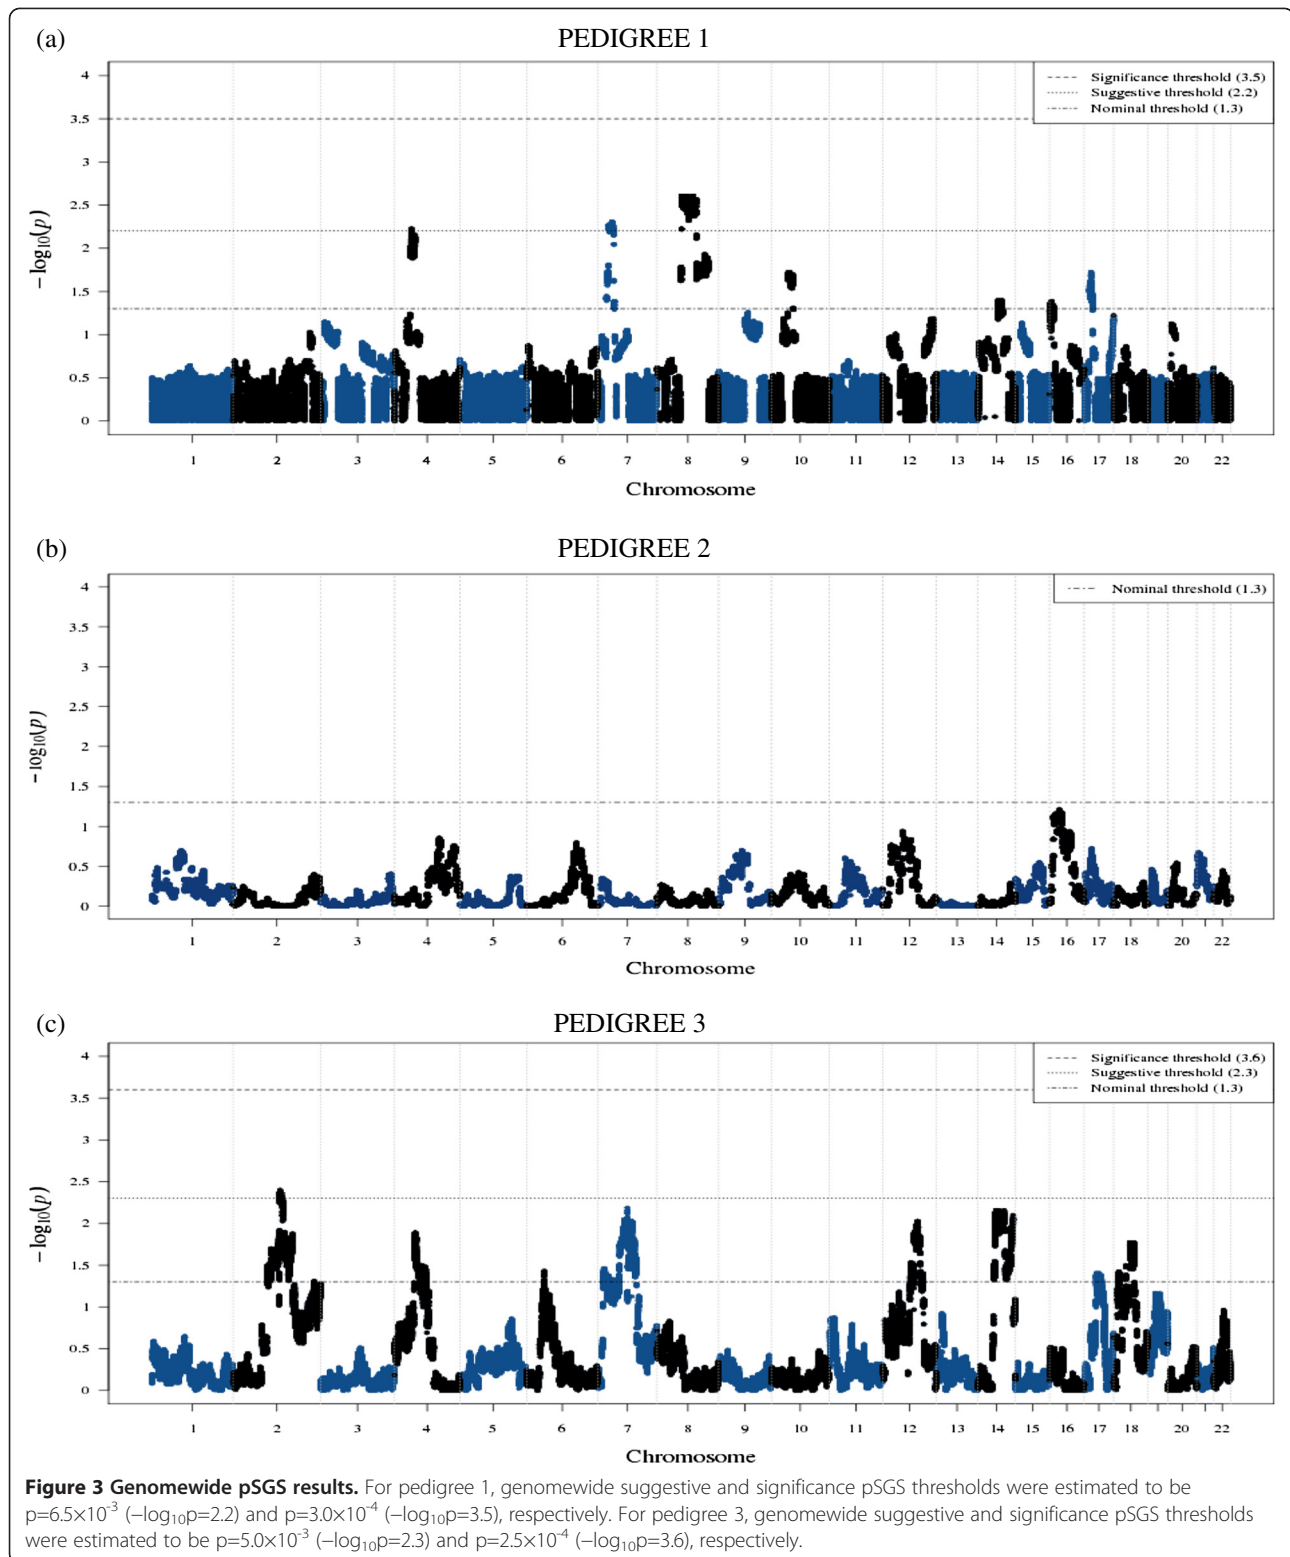 (a) PEDIGREE 1
Significance threshold (3.5)
Suggestive threshold (2.2)
Nominal threshold (1.3)
4
3.5
3
2.5
2
1.5
1
0.5
0
−log10(p)
1 2 3 4 5 6 7 8 9 10 11 12 13 14 15 16 17 18 20 22
Chromosome
(b) PEDIGREE 2
Nominal threshold (1.3)
4
3.5
3
2.5
2
1.5
1
0.5
0
−log10(p)
1 2 3 4 5 6 7 8 9 10 11 12 13 14 15 16 17 18 20 22
Chromosome
(c) PEDIGREE 3
Significance threshold (3.6)
Suggestive threshold (2.3)
Nominal threshold (1.3)
4
3.5
3
2.5
2
1.5
1
0.5
0
−log10(p)
1 2 3 4 5 6 7 8 9 10 11 12 13 14 15 16 17 18 20 22
Chromosome
Figure 3 Genomewide pSGS results. For pedigree 1, genomewide suggestive and significance pSGS thresholds were estimated to be
p=6.5×10⁻³ (−log₁₀p=2.2) and p=3.0×10⁻⁴ (−log₁₀p=3.5), respectively. For pedigree 3, genomewide suggestive and significance pSGS thresholds
were estimated to be p=5.0×10⁻³ (−log₁₀p=2.3) and p=2.5×10⁻⁴ (−log₁₀p=3.6), respectively.